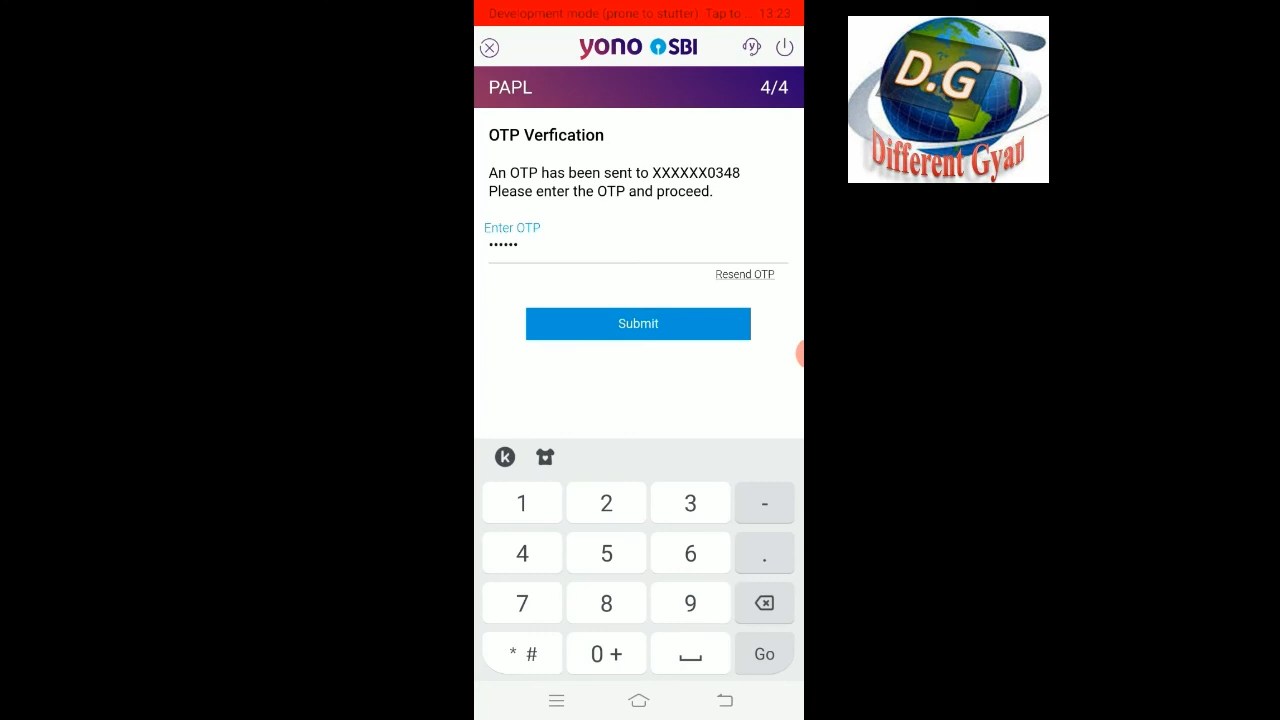 Development mode (prone to stutter) Tap to ... 13:23
yono SBI
y
PAPL 4/4
OTP Verfication
An OTP has been sent to XXXXXX0348
Please enter the OTP and proceed.
Enter OTP
••••••
Resend OTP
Submit
k
1 2 3 -
4 5 6 .
7 8 9
* # 0 + Go
D.G
Different Gyan